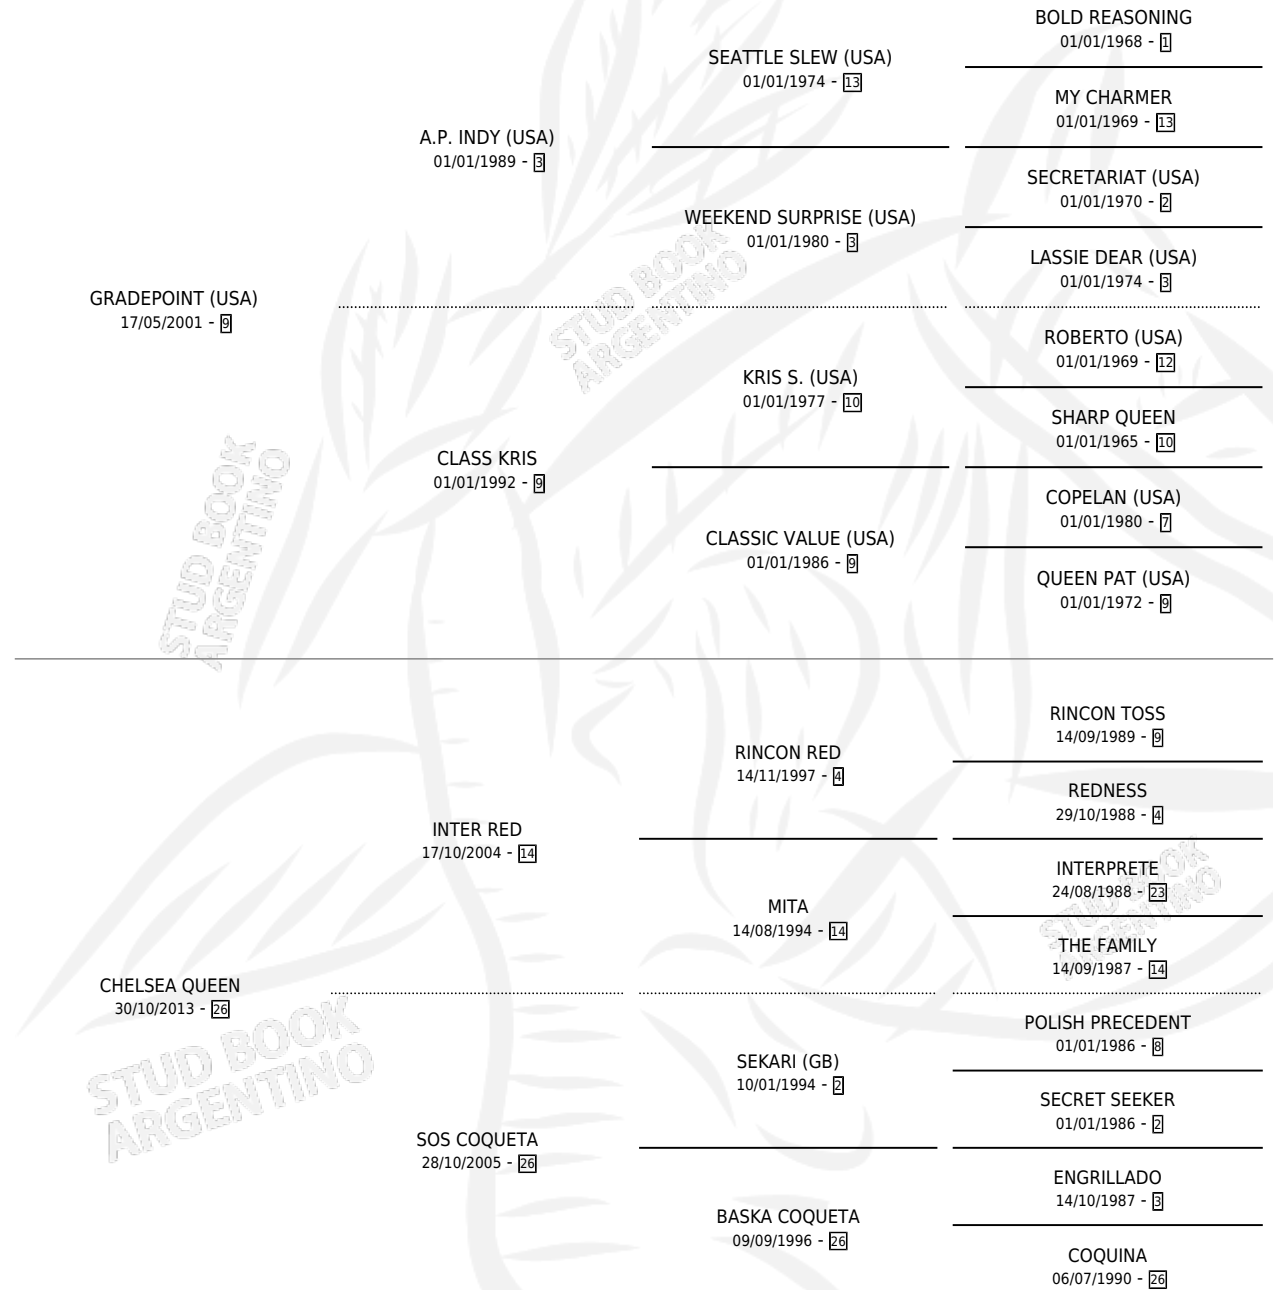 BOLD REASONING
01/01/1968 - 1
SEATTLE SLEW (USA)
01/01/1974 - 13
MY CHARMER
01/01/1969 - 13
A.P. INDY (USA)
01/01/1989 - 3
SECRETARIAT (USA)
01/01/1970 - 2
WEEKEND SURPRISE (USA)
01/01/1980 - 3
LASSIE DEAR (USA)
01/01/1974 - 3
GRADEPOINT (USA)
17/05/2001 - 9
ROBERTO (USA)
01/01/1969 - 12
KRIS S. (USA)
01/01/1977 - 10
SHARP QUEEN
01/01/1965 - 10
CLASS KRIS
01/01/1992 - 9
COPELAN (USA)
01/01/1980 - 7
CLASSIC VALUE (USA)
01/01/1986 - 9
QUEEN PAT (USA)
01/01/1972 - 9
RINCON TOSS
14/09/1989 - 9
RINCON RED
14/11/1997 - 4
REDNESS
29/10/1988 - 4
INTER RED
17/10/2004 - 14
INTERPRETE
24/08/1988 - 23
MITA
14/08/1994 - 14
THE FAMILY
14/09/1987 - 14
CHELSEA QUEEN
30/10/2013 - 26
POLISH PRECEDENT
01/01/1986 - 8
SEKARI (GB)
10/01/1994 - 2
SECRET SEEKER
01/01/1986 - 2
SOS COQUETA
28/10/2005 - 26
ENGRILLADO
14/10/1987 - 3
BASKA COQUETA
09/09/1996 - 26
COQUINA
06/07/1990 - 26
STUD BOOK
ARGENTINO
STUD BOOK
ARGENTINO
STUD BOOK
ARGENTINO
STUD BOOK
ARGENTINO